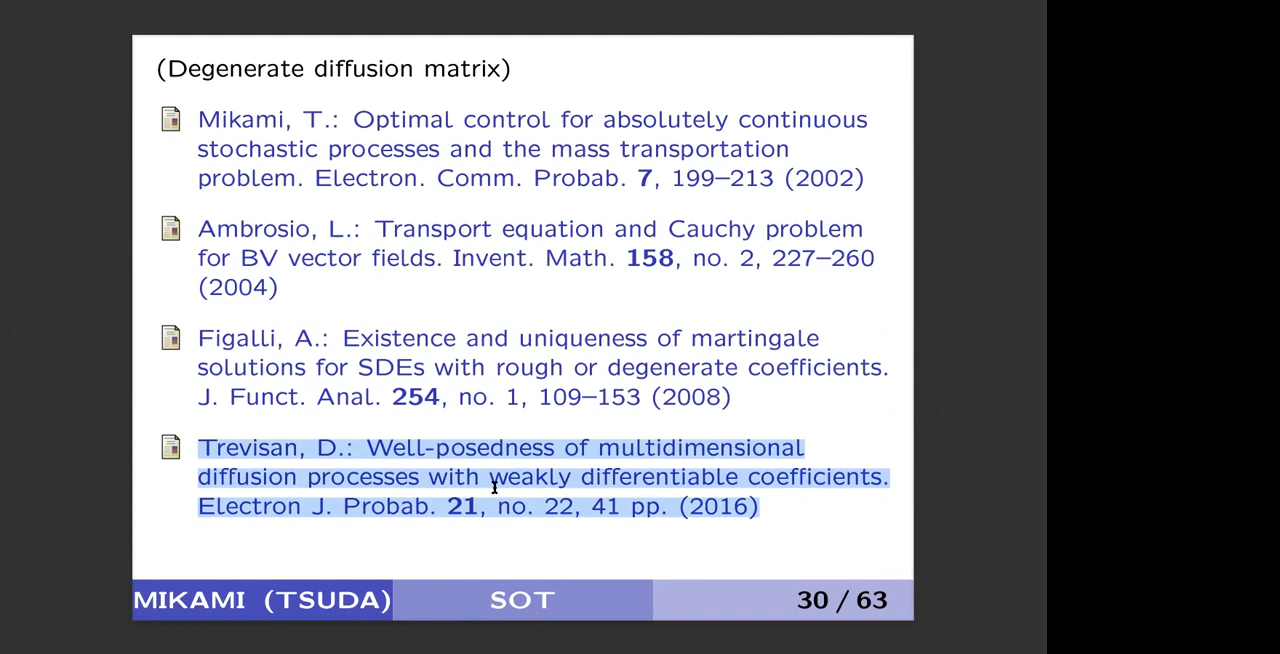 (Degenerate diffusion matrix)
Mikami, T.: Optimal control for absolutely continuous
stochastic processes and the mass transportation
problem. Electron. Comm. Probab. 7, 199–213 (2002)
Ambrosio, L.: Transport equation and Cauchy problem
for BV vector fields. Invent. Math. 158, no. 2, 227–260
(2004)
Figalli, A.: Existence and uniqueness of martingale
solutions for SDEs with rough or degenerate coefficients.
J. Funct. Anal. 254, no. 1, 109–153 (2008)
Trevisan, D.: Well-posedness of multidimensional
diffusion processes with weakly differentiable coefficients.
Electron J. Probab. 21, no. 22, 41 pp. (2016)
MIKAMI (TSUDA) SOT 30 / 63